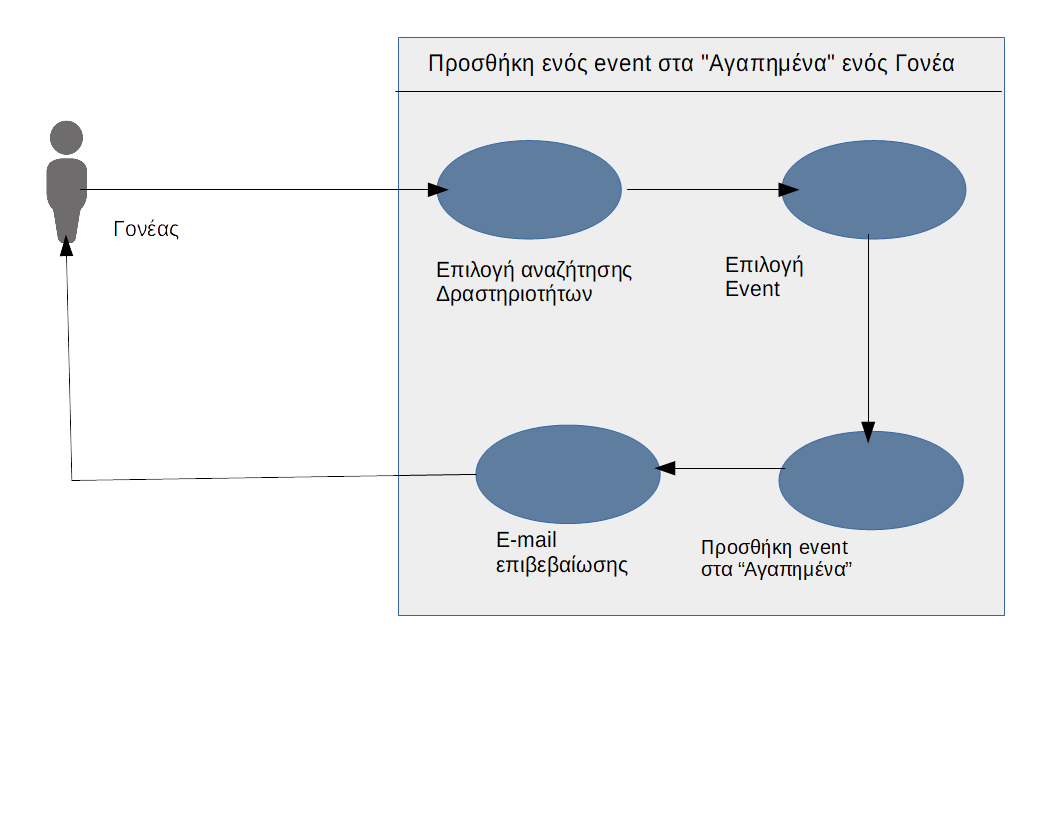 Προσθήκη ενός event στα "Αγαπημένα" ενός Γονέα
Γονέας
Επιλογή αναζήτησης
Δραστηριοτήτων
Επιλογή
Event
E-mail
επιβεβαίωσης
Προσθήκη event
στα “Αγαπημένα”